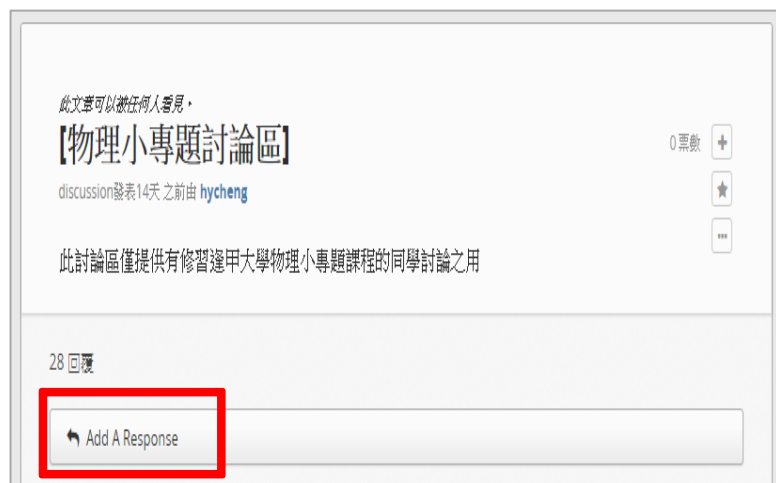 此文章可以被任何人看見。
[物理小專題討論區]
0 票數
discussion發表14天 之前由 hycheng
此討論區僅提供有修習逢甲大學物理小專題課程的同學討論之用
28 回覆
Add A Response